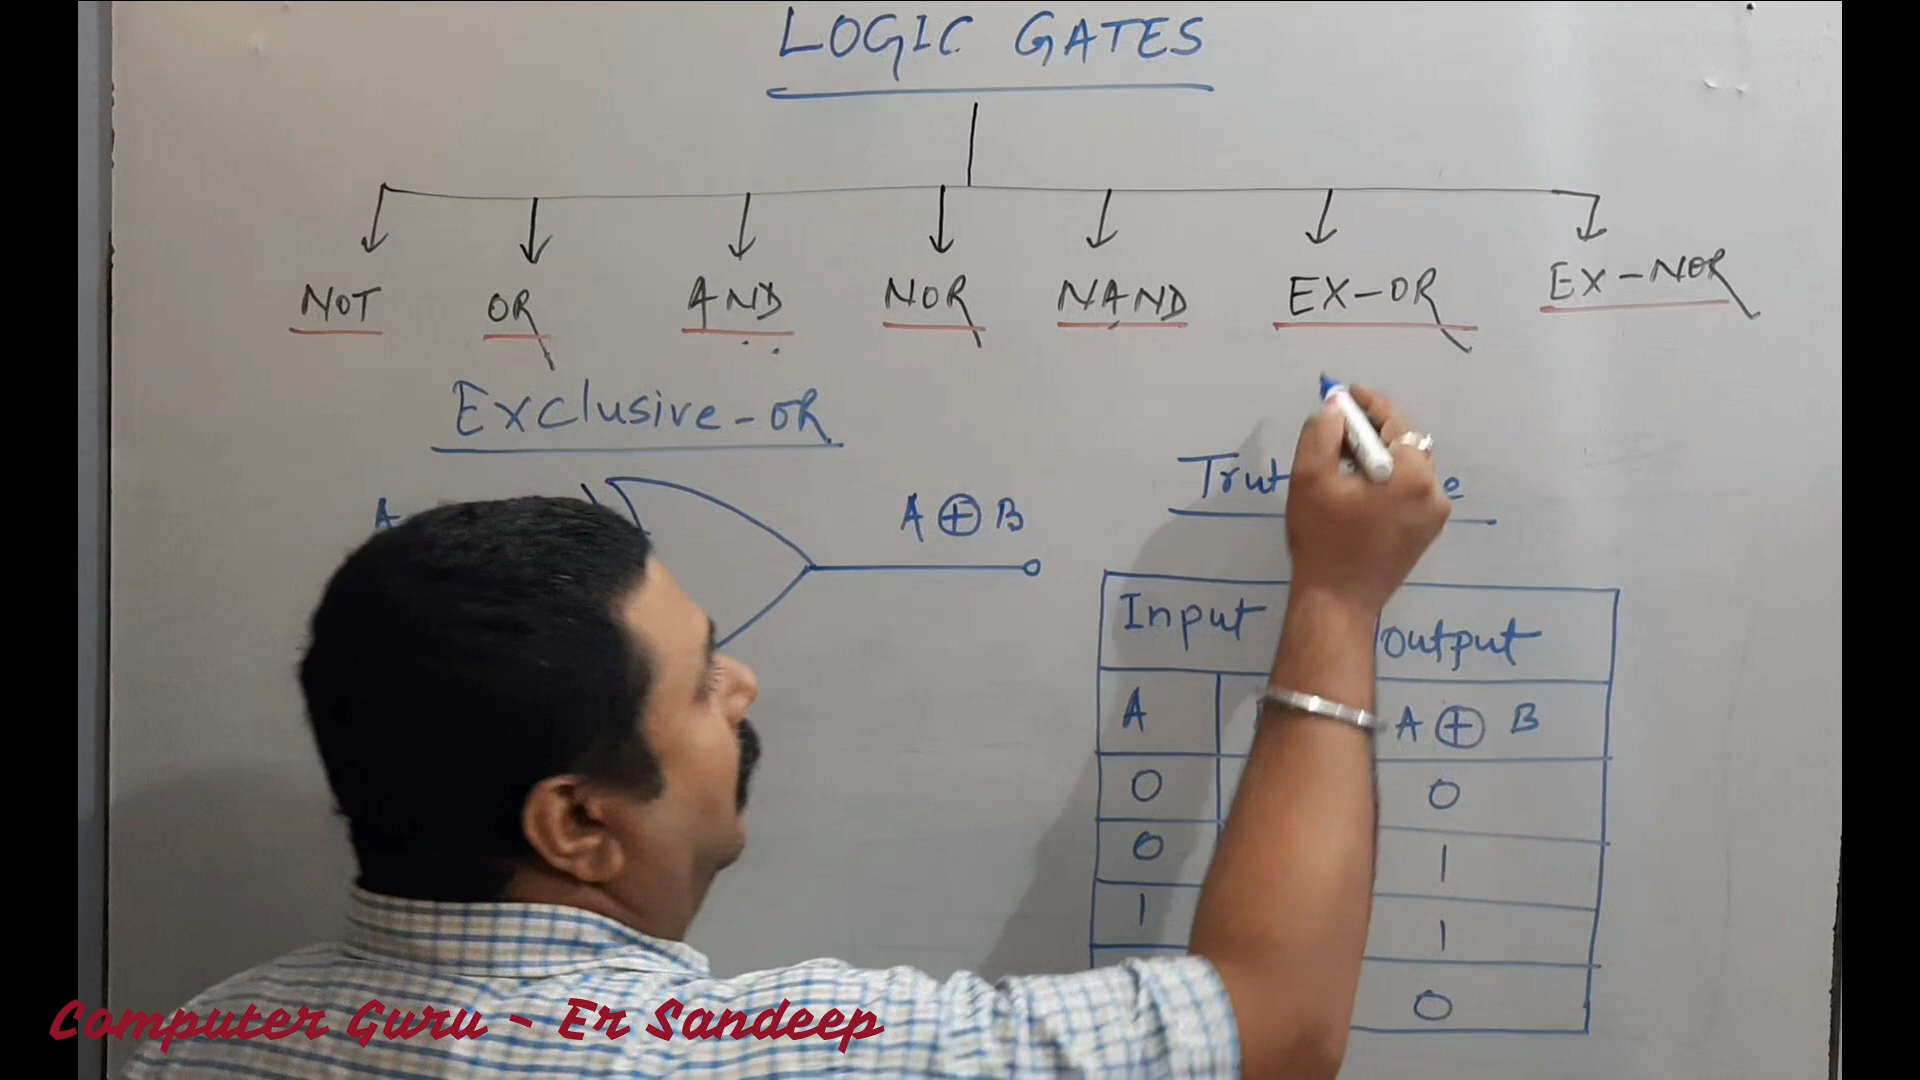 LOGIC GATES
NOT OR AND NOR NAND EX-OR EX-NOR
Exclusive-OR
A
A ⊕ B
Input Output
A A ⊕ B
0 0
0 1
1 1
0
Computer Guru - Er Sandeep